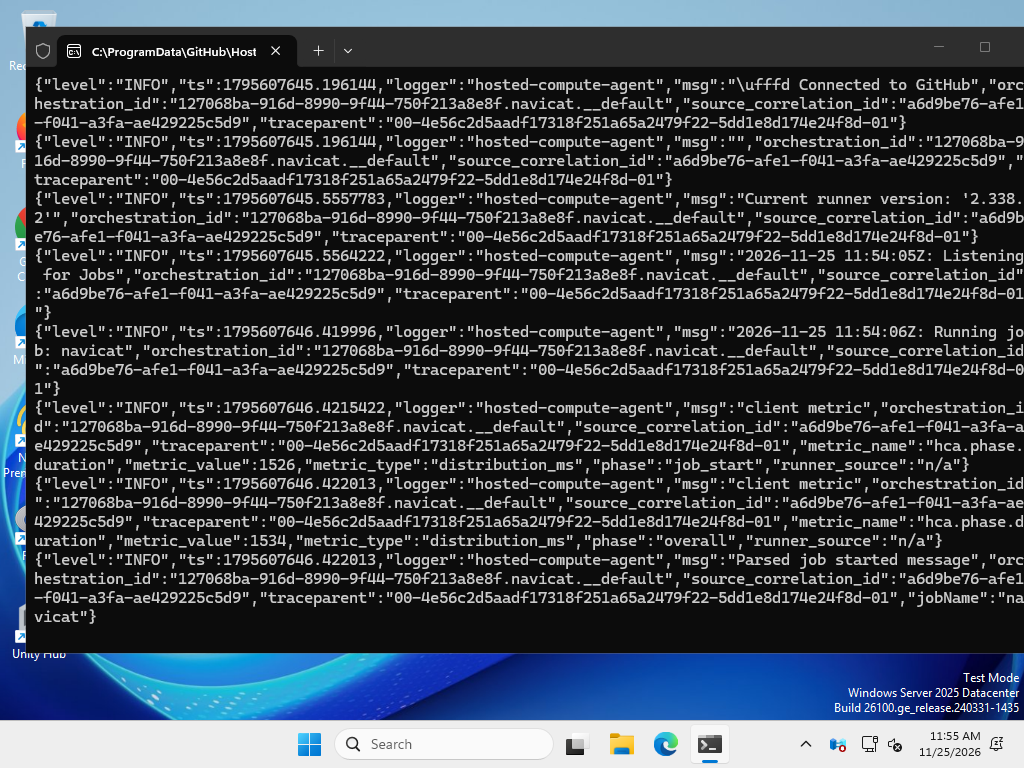 C:\ProgramData\GitHub\Host
{"level":"INFO","ts":1795607645.196144,"logger":"hosted-compute-agent","msg":"\ufffd Connected to GitHub","orc
hestration_id":"127068ba-916d-8990-9f44-750f213a8e8f.navicat.__default","source_correlation_id":"a6d9be76-afe1
-f041-a3fa-ae429225c5d9","traceparent":"00-4e56c2d5aadf17318f251a65a2479f22-5dd1e8d174e24f8d-01"}
{"level":"INFO","ts":1795607645.196144,"logger":"hosted-compute-agent","msg":"","orchestration_id":"127068ba-9
16d-8990-9f44-750f213a8e8f.navicat.__default","source_correlation_id":"a6d9be76-afe1-f041-a3fa-ae429225c5d9","
traceparent":"00-4e56c2d5aadf17318f251a65a2479f22-5dd1e8d174e24f8d-01"}
{"level":"INFO","ts":1795607645.5557783,"logger":"hosted-compute-agent","msg":"Current runner version: '2.338.
2'","orchestration_id":"127068ba-916d-8990-9f44-750f213a8e8f.navicat.__default","source_correlation_id":"a6d9b
e76-afe1-f041-a3fa-ae429225c5d9","traceparent":"00-4e56c2d5aadf17318f251a65a2479f22-5dd1e8d174e24f8d-01"}
{"level":"INFO","ts":1795607645.5564222,"logger":"hosted-compute-agent","msg":"2026-11-25 11:54:05Z: Listening
for Jobs","orchestration_id":"127068ba-916d-8990-9f44-750f213a8e8f.navicat.__default","source_correlation_id"
:"a6d9be76-afe1-f041-a3fa-ae429225c5d9","traceparent":"00-4e56c2d5aadf17318f251a65a2479f22-5dd1e8d174e24f8d-01
"}
{"level":"INFO","ts":1795607646.419996,"logger":"hosted-compute-agent","msg":"2026-11-25 11:54:06Z: Running jo
b: navicat","orchestration_id":"127068ba-916d-8990-9f44-750f213a8e8f.navicat.__default","source_correlation_id
":"a6d9be76-afe1-f041-a3fa-ae429225c5d9","traceparent":"00-4e56c2d5aadf17318f251a65a2479f22-5dd1e8d174e24f8d-0
1"}
{"level":"INFO","ts":1795607646.4215422,"logger":"hosted-compute-agent","msg":"client metric","orchestration_i
d":"127068ba-916d-8990-9f44-750f213a8e8f.navicat.__default","source_correlation_id":"a6d9be76-afe1-f041-a3fa-a
e429225c5d9","traceparent":"00-4e56c2d5aadf17318f251a65a2479f22-5dd1e8d174e24f8d-01","metric_name":"hca.phase.
duration","metric_value":1526,"metric_type":"distribution_ms","phase":"job_start","runner_source":"n/a"}
{"level":"INFO","ts":1795607646.422013,"logger":"hosted-compute-agent","msg":"client metric","orchestration_id
":"127068ba-916d-8990-9f44-750f213a8e8f.navicat.__default","source_correlation_id":"a6d9be76-afe1-f041-a3fa-ae
429225c5d9","traceparent":"00-4e56c2d5aadf17318f251a65a2479f22-5dd1e8d174e24f8d-01","metric_name":"hca.phase.d
uration","metric_value":1534,"metric_type":"distribution_ms","phase":"overall","runner_source":"n/a"}
{"level":"INFO","ts":1795607646.422013,"logger":"hosted-compute-agent","msg":"Parsed job started message","orc
hestration_id":"127068ba-916d-8990-9f44-750f213a8e8f.navicat.__default","source_correlation_id":"a6d9be76-afe1
-f041-a3fa-ae429225c5d9","traceparent":"00-4e56c2d5aadf17318f251a65a2479f22-5dd1e8d174e24f8d-01","jobName":"na
vicat"}
Unity Hub
Test Mode
Windows Server 2025 Datacenter
Build 26100.ge_release.240331-1435
Search
11:55 AM
11/25/2026